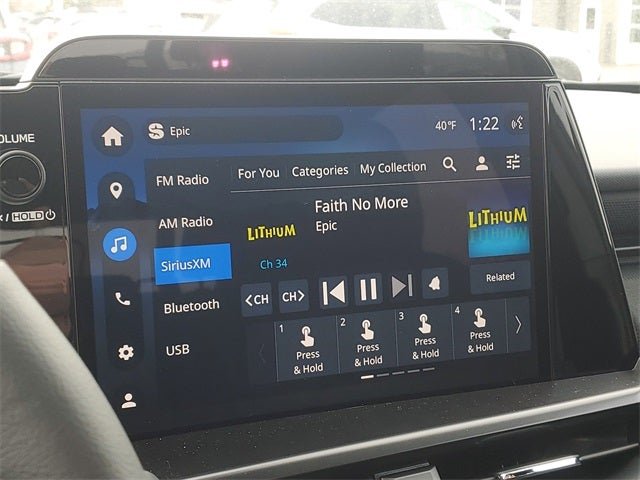 VOLUME
HOLD
Epic
40°F
1:22
FM Radio
For You
Categories
My Collection
AM Radio
LiTHiUM
Faith No More
Epic
LiTHiUM
SiriusXM
Ch 34
Related
Bluetooth
<CH
CH>
USB
1
Press
& Hold
2
Press
& Hold
3
Press
& Hold
4
Press
& Hold